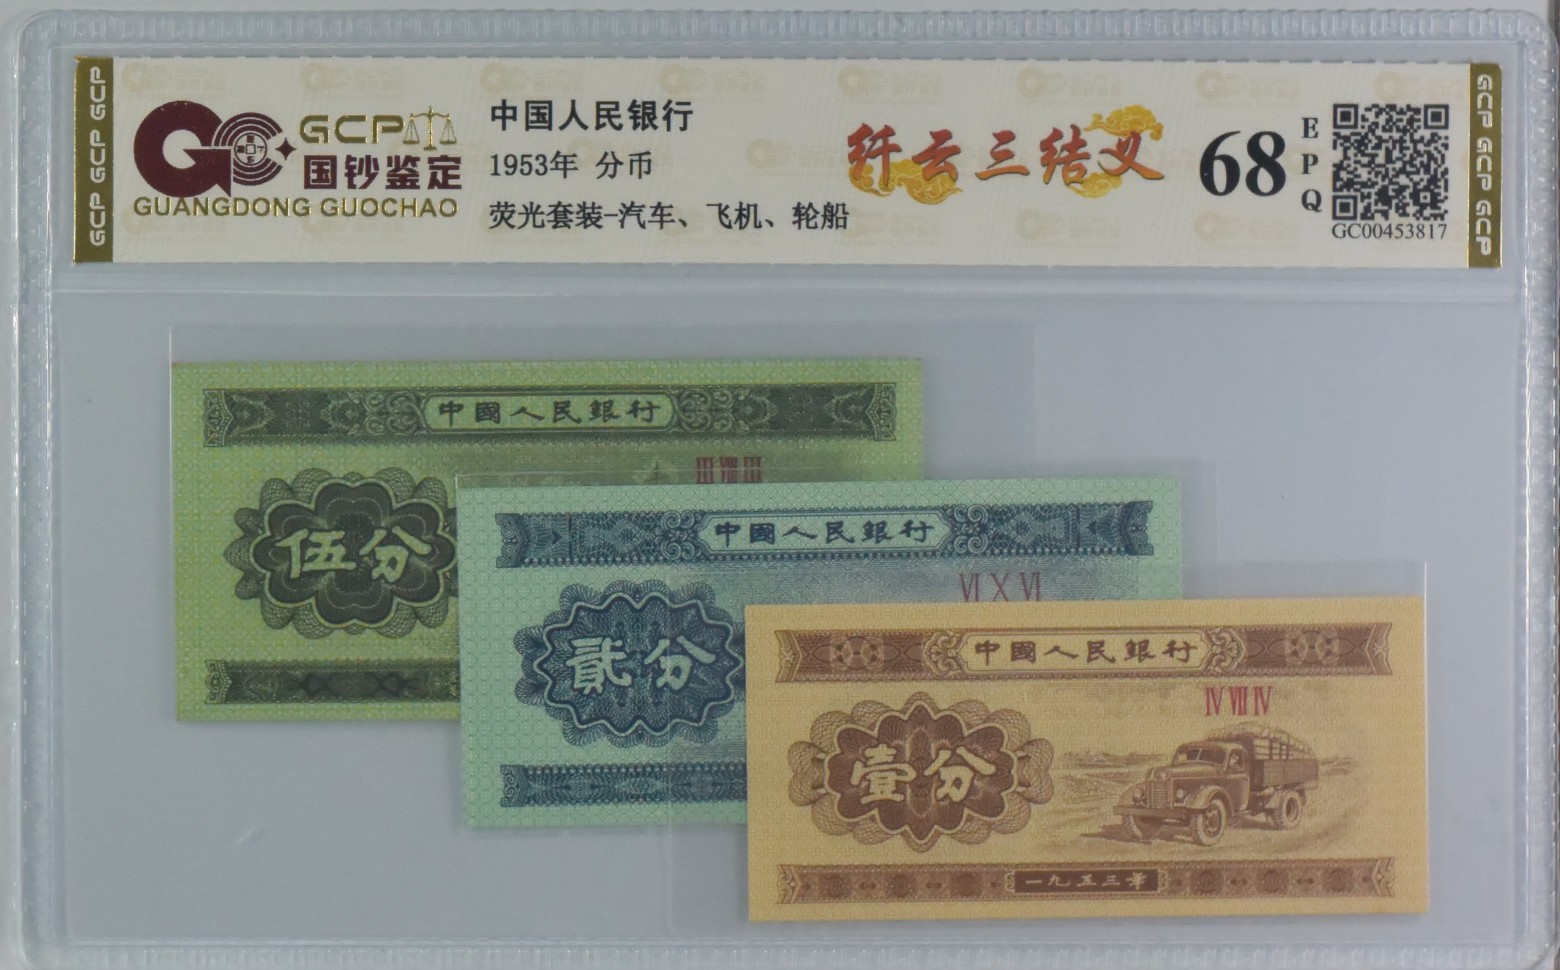 GCP GCP GCP
GCP
国钞鉴定
GUANGDONG GUOCHAO
中国人民银行
1953年 分币
荧光套装-汽车、飞机、轮船
纤云三结义
68
EPQ
GC00453817
GCP GCP GCP
中國人民銀行
III VIII III
伍分
中國人民銀行
VI X VI
貳分
中國人民銀行
IV VII IV
壹分
一九五三年